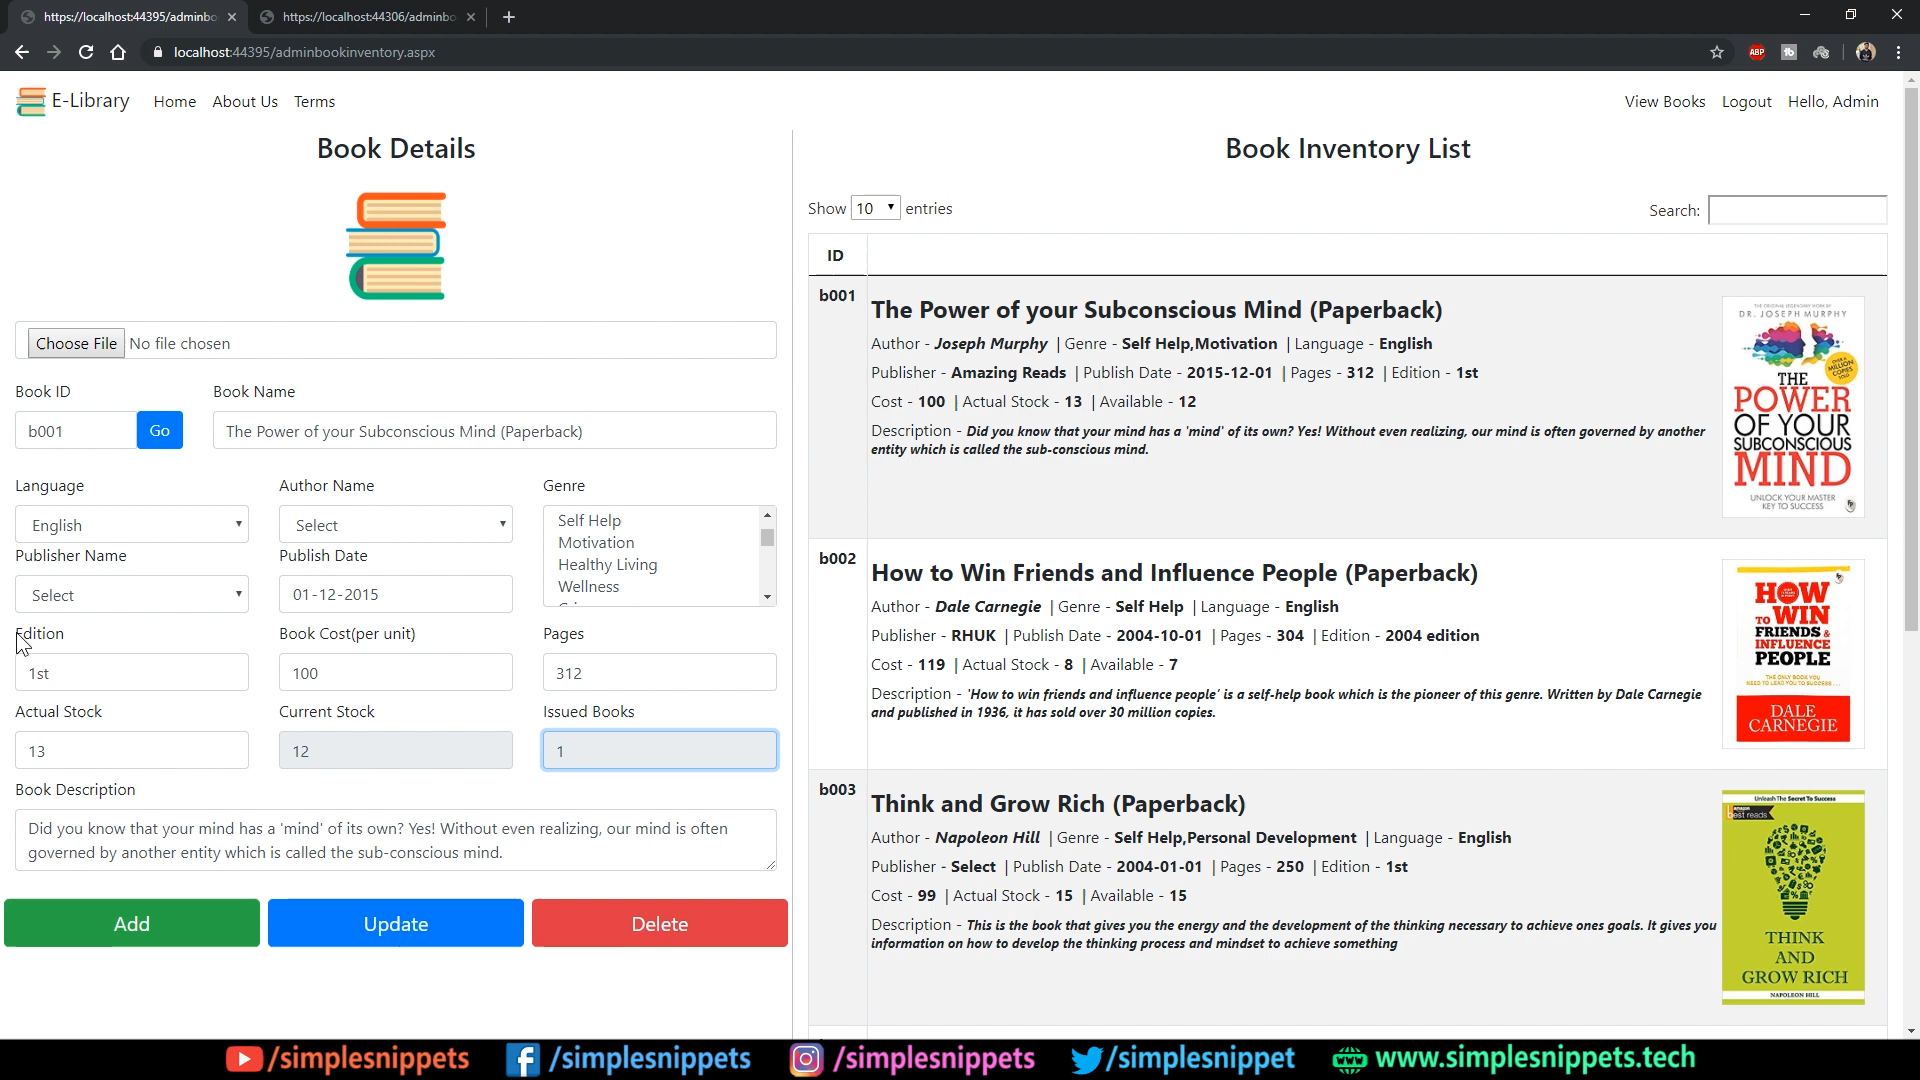 https://localhost:44395/adminbo
https://localhost:44306/adminbo
localhost:44395/adminbookinventory.aspx
ABP
E-Library
Home
About Us
Terms
View Books
Logout
Hello, Admin
Book Details
Choose File No file chosen
Book ID
Book Name
b001
Go
The Power of your Subconscious Mind (Paperback)
Language
Author Name
Genre
English
Select
Self Help
Motivation
Healthy Living
Wellness
Publisher Name
Publish Date
Select
01-12-2015
Edition
Book Cost(per unit)
Pages
1st
100
312
Actual Stock
Current Stock
Issued Books
13
12
1
Book Description
Did you know that your mind has a 'mind' of its own? Yes! Without even realizing, our mind is often
governed by another entity which is called the sub-conscious mind.
Add
Update
Delete
Book Inventory List
Show 10 entries
Search:
ID
b001
The Power of your Subconscious Mind (Paperback)
Author - Joseph Murphy | Genre - Self Help,Motivation | Language - English
Publisher - Amazing Reads | Publish Date - 2015-12-01 | Pages - 312 | Edition - 1st
Cost - 100 | Actual Stock - 13 | Available - 12
Description - Did you know that your mind has a 'mind' of its own? Yes! Without even realizing, our mind is often governed by another
entity which is called the sub-conscious mind.
DR. JOSEPH MURPHY
THE
POWER
OF YOUR
SUBCONSCIOUS
MIND
UNLOCK YOUR MASTER
KEY TO SUCCESS
b002
How to Win Friends and Influence People (Paperback)
Author - Dale Carnegie | Genre - Self Help | Language - English
Publisher - RHUK | Publish Date - 2004-10-01 | Pages - 304 | Edition - 2004 edition
Cost - 119 | Actual Stock - 8 | Available - 7
Description - 'How to win friends and influence people' is a self-help book which is the pioneer of this genre. Written by Dale Carnegie
and published in 1936, it has sold over 30 million copies.
HOW
TO WIN
FRIENDS &
INFLUENCE
PEOPLE
THE ONLY BOOK YOU
NEED TO LEAD YOU TO SUCCESS...
DALE
CARNEGIE
b003
Think and Grow Rich (Paperback)
Author - Napoleon Hill | Genre - Self Help,Personal Development | Language - English
Publisher - Select | Publish Date - 2004-01-01 | Pages - 250 | Edition - 1st
Cost - 99 | Actual Stock - 15 | Available - 15
Description - This is the book that gives you the energy and the development of the thinking necessary to achieve ones goals. It gives you
information on how to develop the thinking process and mindset to achieve something
Unleash The Secret To Success
amazon
best reads
THINK
AND
GROW RICH
NAPOLEON HILL
/simplesnippets
/simplesnippets
/simplesnippets
/simplesnippet
www.simplesnippets.tech